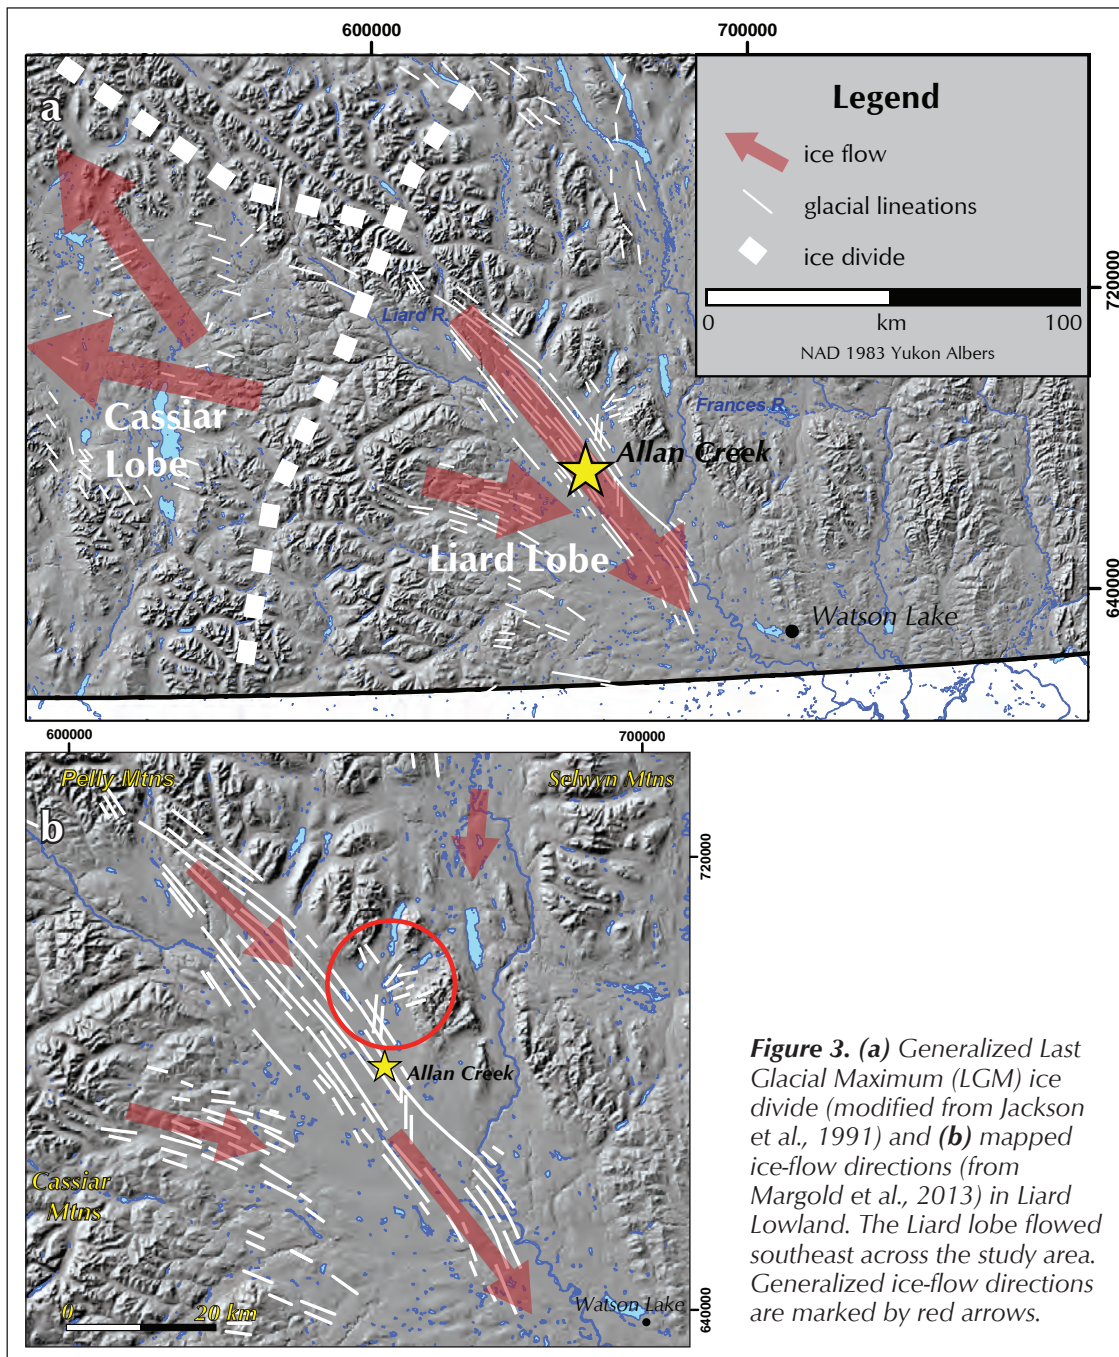 600000
700000
a
Legend
ice flow
glacial lineations
ice divide
0
km
100
NAD 1983 Yukon Albers
720000
Liard R.
Frances R.
Cassiar
Lobe
Allan Creek
Liard Lobe
640000
Watson Lake
600000
700000
Pelly Mtns
Selwyn Mtns
b
720000
Allan Creek
Cassiar
Mtns
0
20 km
Watson Lake
640000
Figure 3. (a) Generalized Last
Glacial Maximum (LGM) ice
divide (modified from Jackson
et al., 1991) and (b) mapped
ice-flow directions (from
Margold et al., 2013) in Liard
Lowland. The Liard lobe flowed
southeast across the study area.
Generalized ice-flow directions
are marked by red arrows.